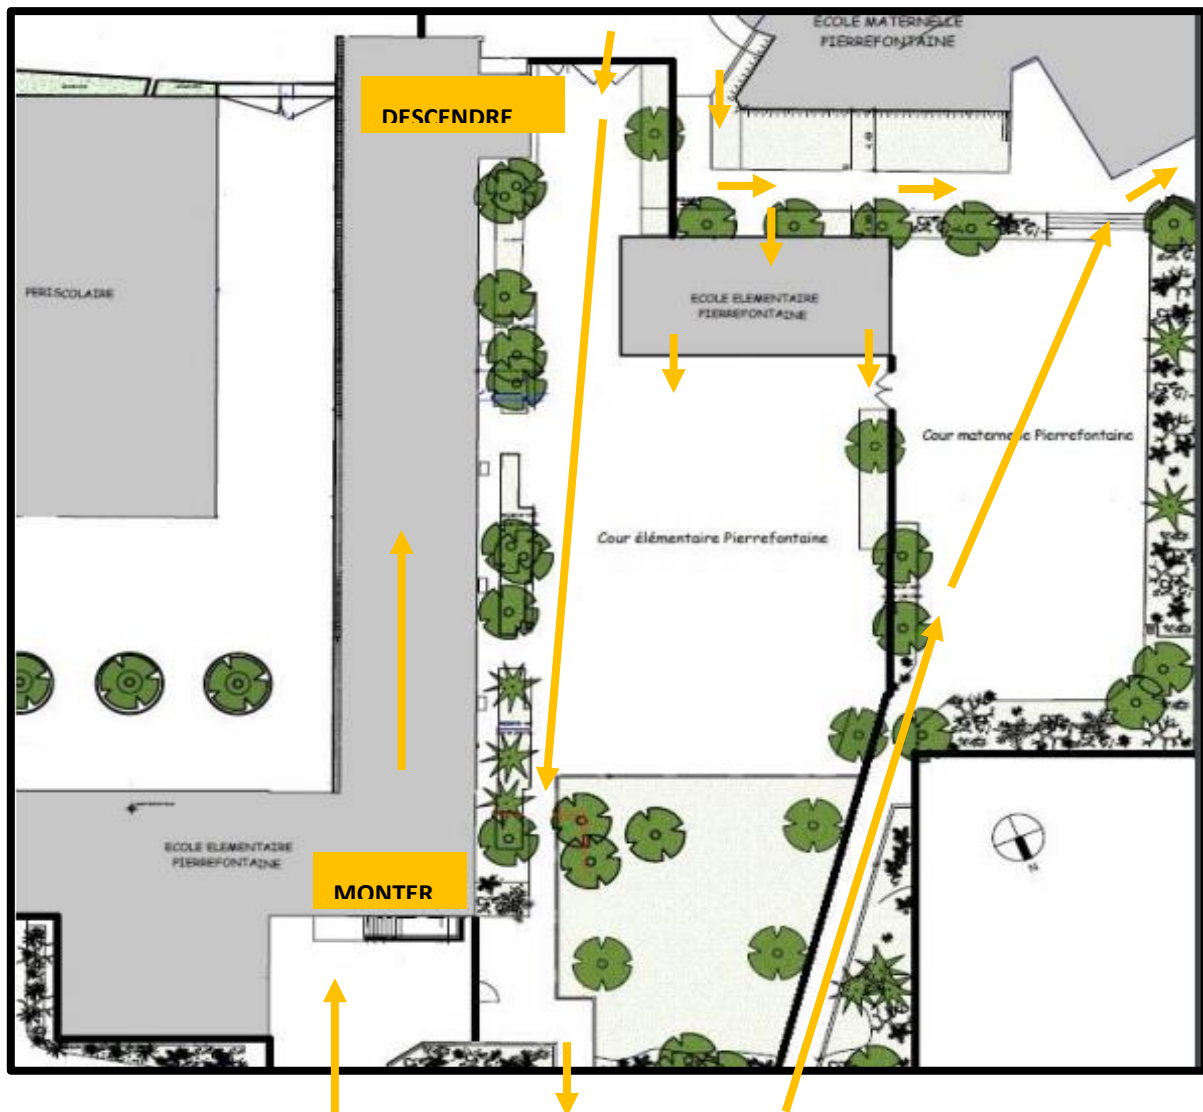 ECOLE MATERNELLE
PIERREFONTAINE
DESCENDRE
PERISCOLAIRE
ECOLE ELEMENTAIRE
PIERREFONTAINE
Cour maternelle Pierrefontaine
Cour élémentaire Pierrefontaine
ECOLE ELEMENTAIRE
PIERREFONTAINE
MONTER
N